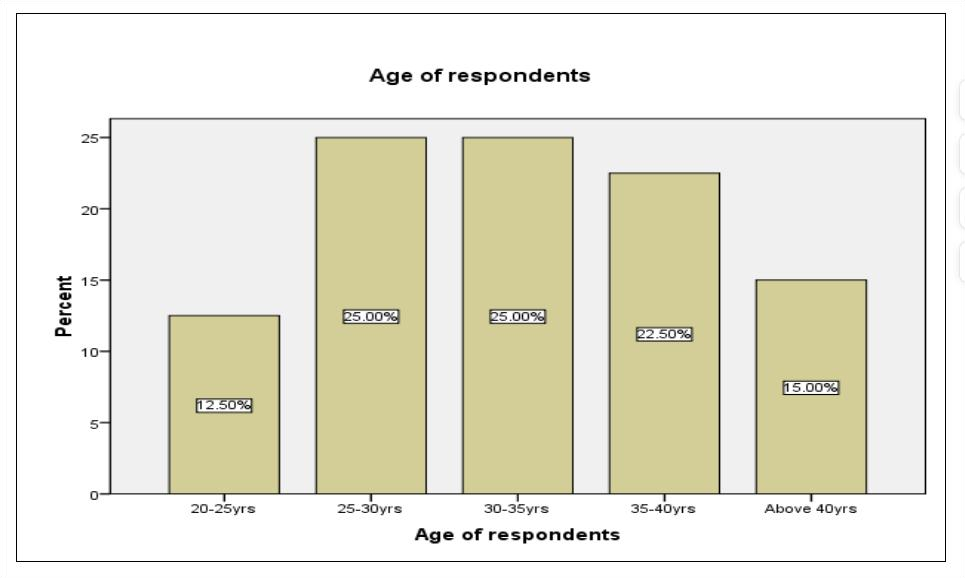 Age of respondents
Percent
25
20
15
10
5
0
12.50%
25.00%
25.00%
22.50%
15.00%
20-25yrs 25-30yrs 30-35yrs 35-40yrs Above 40yrs
Age of respondents